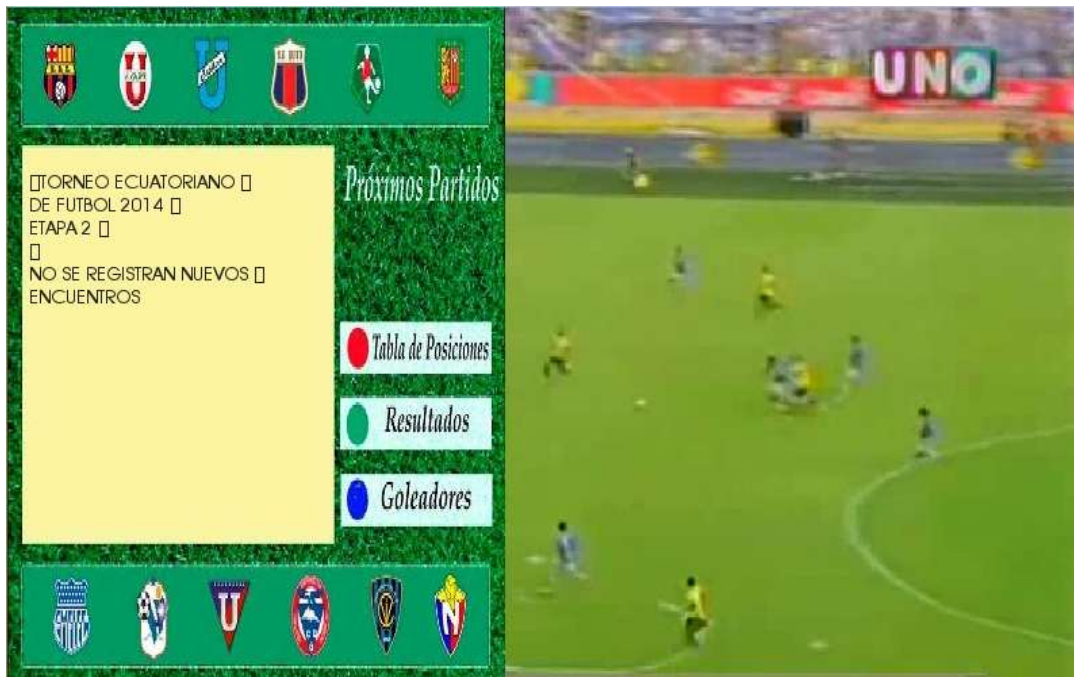 TORNEO ECUATORIANO
DE FUTBOL 2014
ETAPA 2
NO SE REGISTRAN NUEVOS
ENCUENTROS
Próximos Partidos
Tabla de Posiciones
Resultados
Goleadores
UNO
EMELEC
U
N